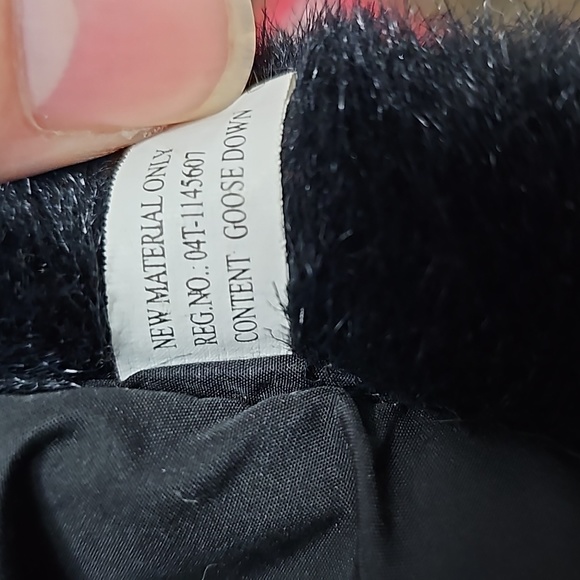 NEW MATERIAL ONLY
REG.NO.: 04T-1145607
CONTENT GOOSE DOWN